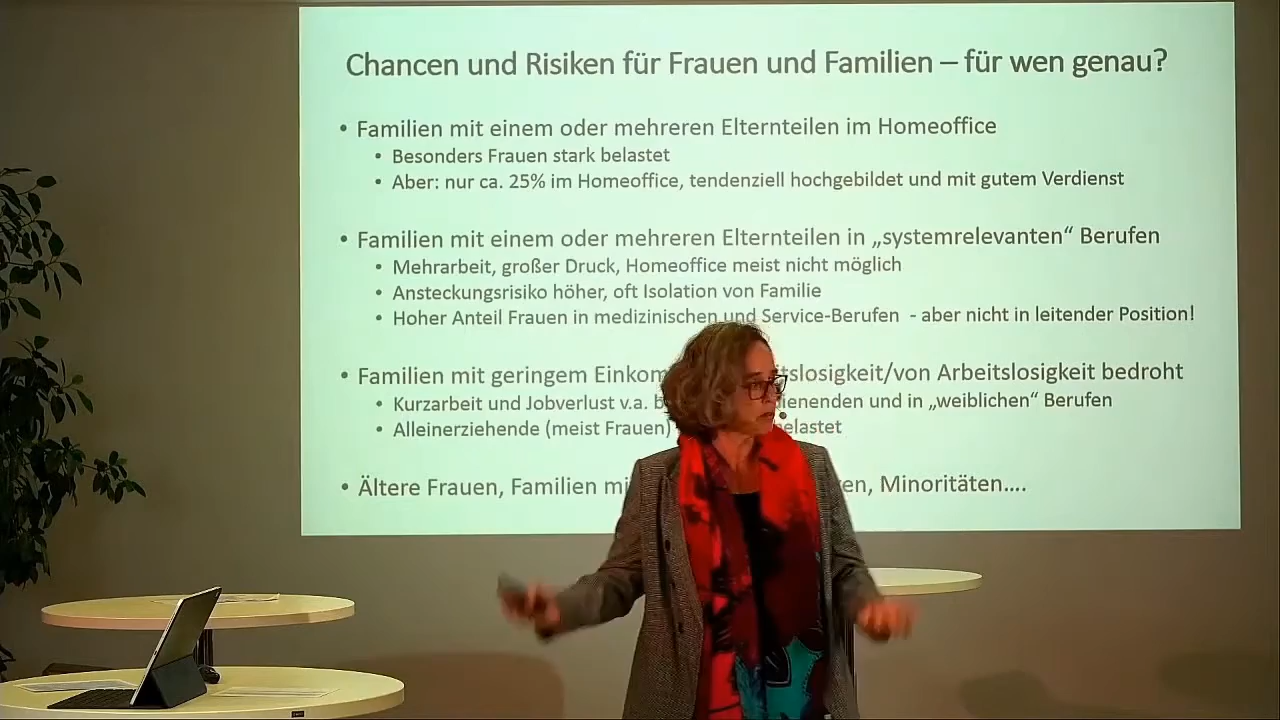 Chancen und Risiken für Frauen und Familien – für wen genau?
• Familien mit einem oder mehreren Elternteilen im Homeoffice
• Besonders Frauen stark belastet
• Aber: nur ca. 25% im Homeoffice, tendenziell hochgebildet und mit gutem Verdienst
• Familien mit einem oder mehreren Elternteilen in „systemrelevanten“ Berufen
• Mehrarbeit, großer Druck, Homeoffice meist nicht möglich
• Ansteckungsrisiko höher, oft Isolation von Familie
• Hoher Anteil Frauen in medizinischen und Service-Berufen - aber nicht in leitender Position!
• Familien mit geringem Einkom tslosigkeit/von Arbeitslosigkeit bedroht
• Kurzarbeit und Jobverlust v.a. b ienenden und in „weiblichen“ Berufen
• Alleinerziehende (meist Frauen) elastet
• Ältere Frauen, Familien mi en, Minoritäten....